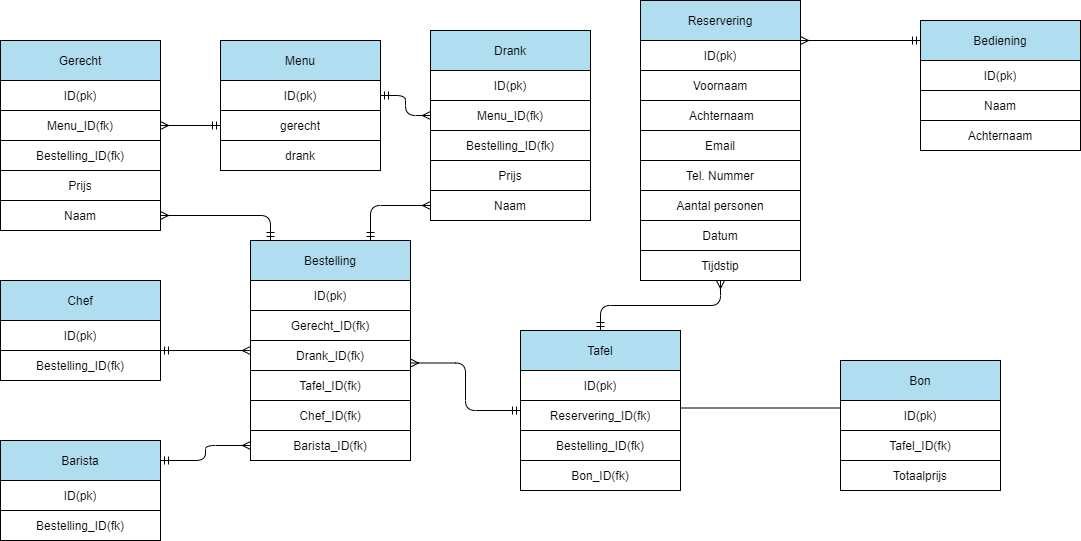 Gerecht
ID(pk)
Menu_ID(fk)
Bestelling_ID(fk)
Prijs
Naam
Menu
ID(pk)
gerecht
drank
Drank
ID(pk)
Menu_ID(fk)
Bestelling_ID(fk)
Prijs
Naam
Reservering
ID(pk)
Voornaam
Achternaam
Email
Tel. Nummer
Aantal personen
Datum
Tijdstip
Bediening
ID(pk)
Naam
Achternaam
Chef
ID(pk)
Bestelling_ID(fk)
Bestelling
ID(pk)
Gerecht_ID(fk)
Drank_ID(fk)
Tafel_ID(fk)
Chef_ID(fk)
Barista_ID(fk)
Tafel
ID(pk)
Reservering_ID(fk)
Bestelling_ID(fk)
Bon_ID(fk)
Bon
ID(pk)
Tafel_ID(fk)
Totaalprijs
Barista
ID(pk)
Bestelling_ID(fk)